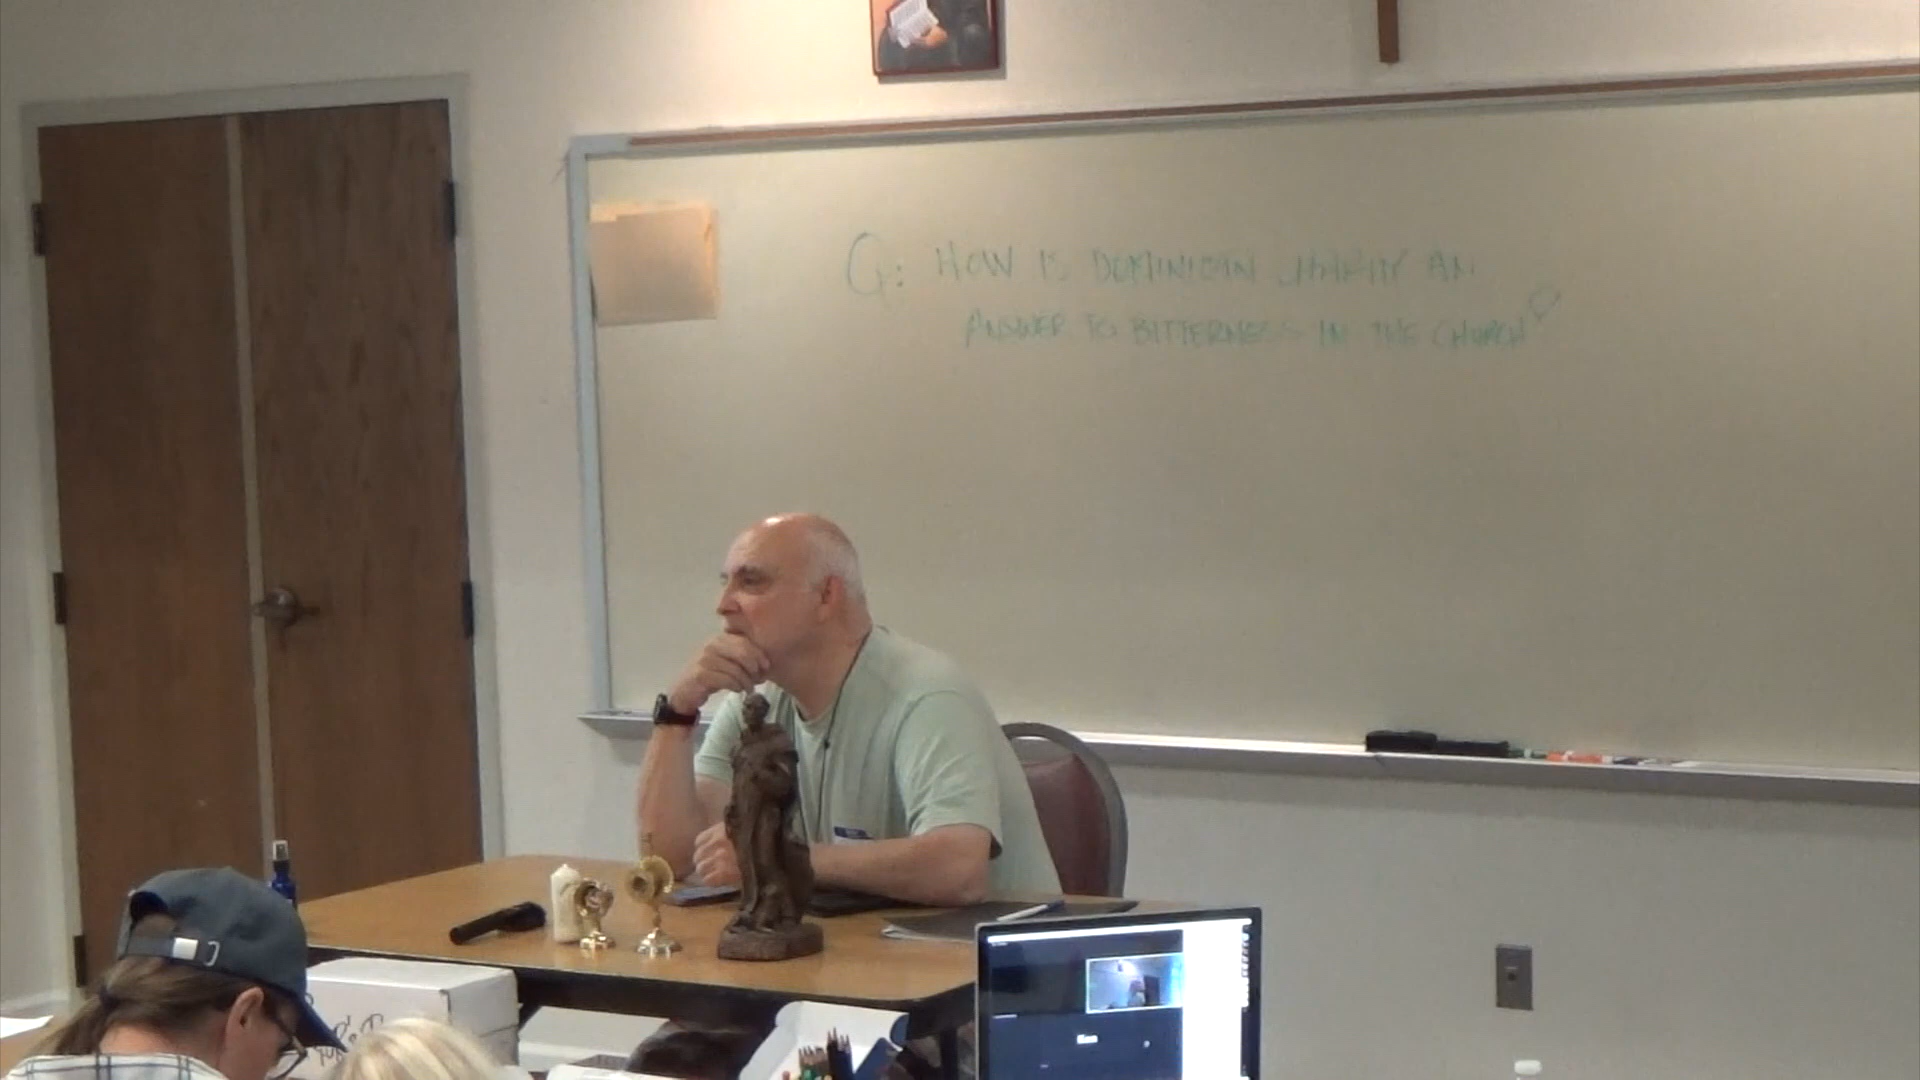 Q: HOW IS DOMINICAN CHARITY AN
ANSWER TO BITTERNESS IN THE CHURCH?